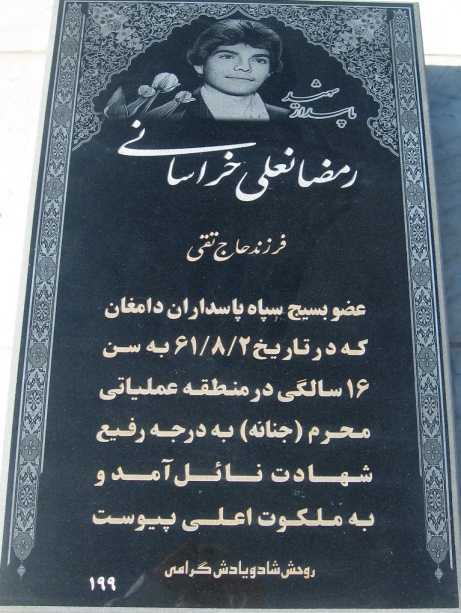 شهید
پاسدار
رمضانعلی خراسانی
فرزند حاج تقی
عضو بسیج سپاه پاسداران دامغان
که در تاریخ ۶۱/۸/۲ به سن
۱۶ سالگی در منطقه عملیاتی
محرم (جنانه) به درجه رفیع
شهادت نائل آمد و
به ملکوت اعلی پیوست
روحش شاد و یادش گرامی
۱۹۹